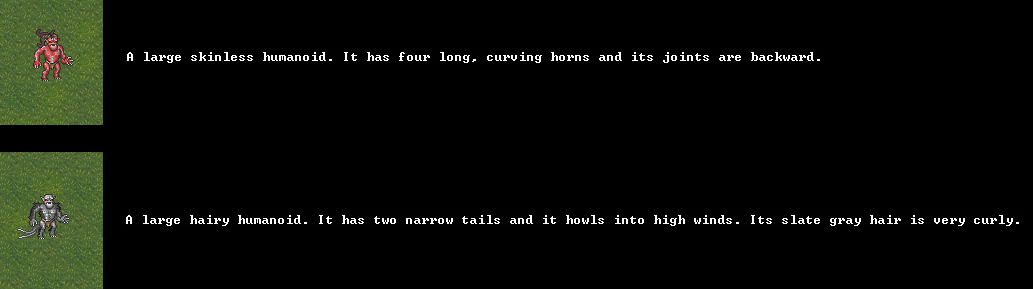 A large skinless humanoid. It has four long, curving horns and its joints are backward.
A large hairy humanoid. It has two narrow tails and it howls into high winds. Its slate gray hair is very curly.